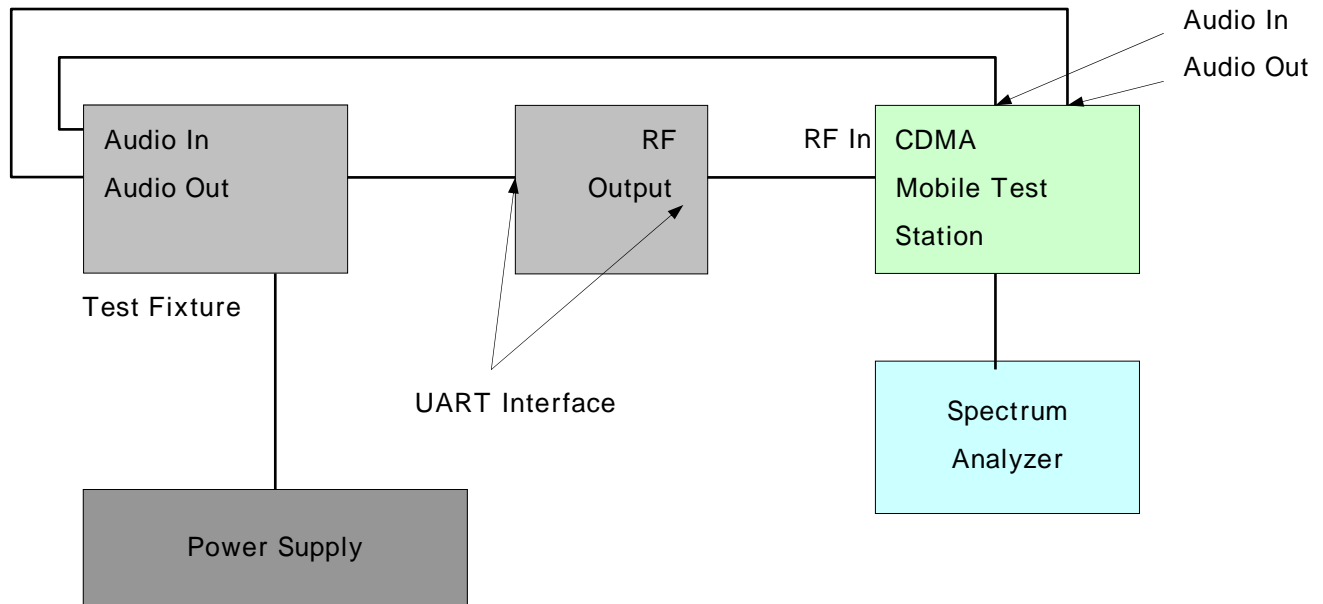 Audio In
Audio Out
Audio In
Audio Out
RF
Output
RF In
CDMA
Mobile Test
Station
Test Fixture
UART Interface
Spectrum
Analyzer
Power Supply